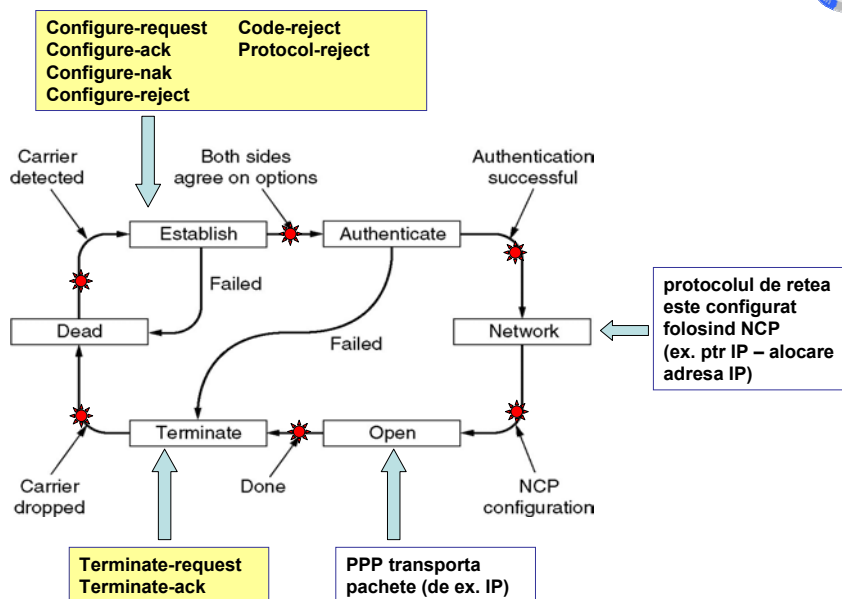 Configure-request Code-reject
Configure-ack Protocol-reject
Configure-nak
Configure-reject
Carrier
detected
Both sides
agree on options
Authentication
successful
Establish
Authenticate
Failed
Dead
Failed
Network
protocolul de retea
este configurat
folosind NCP
(ex. ptr IP – alocare
adresa IP)
Terminate
Open
Carrier
dropped
Done
NCP
configuration
Terminate-request
Terminate-ack
PPP transporta
pachete (de ex. IP)